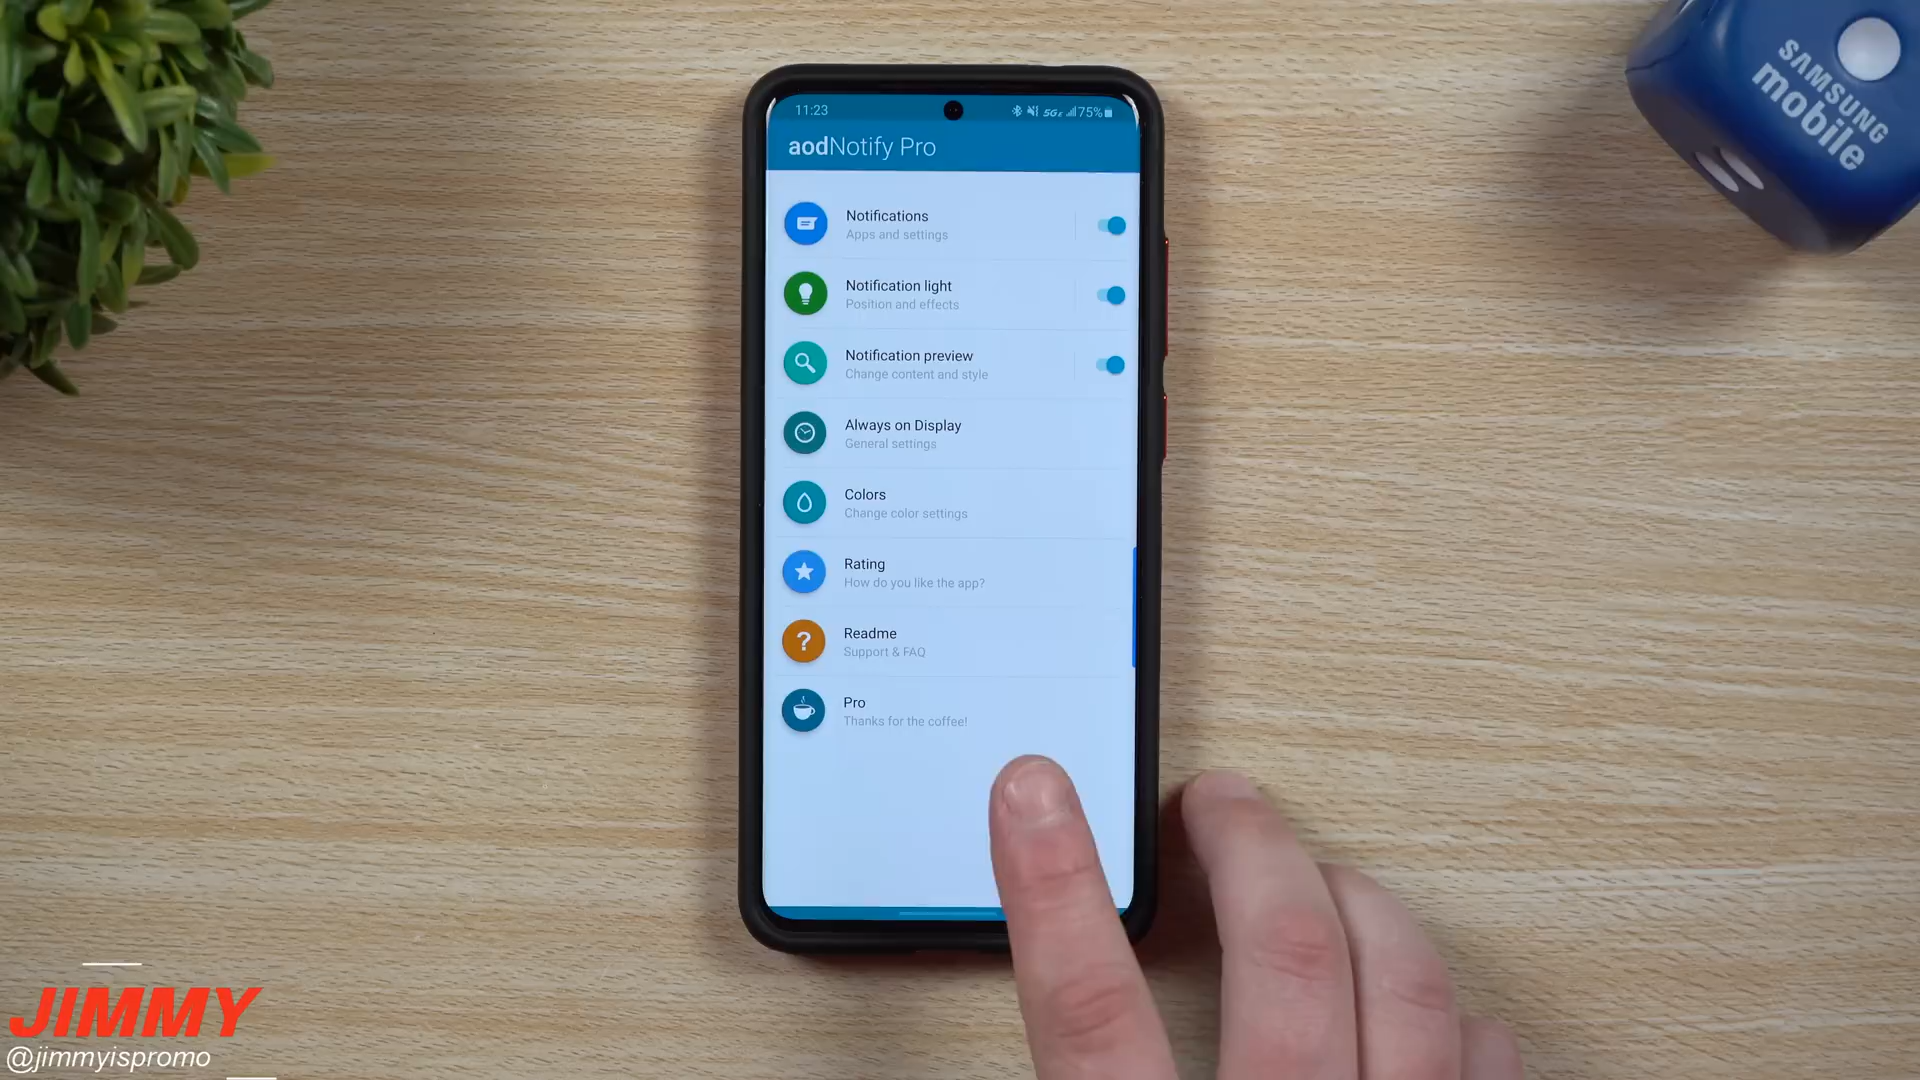 11:23
5GE 75%
aodNotify Pro
Notifications
Apps and settings
Notification light
Position and effects
Notification preview
Change content and style
Always on Display
General settings
Colors
Change color settings
Rating
How do you like the app?
?
Readme
Support & FAQ
Pro
Thanks for the coffee!
SAMSUNG
mobile
JIMMY
@jimmyispromo